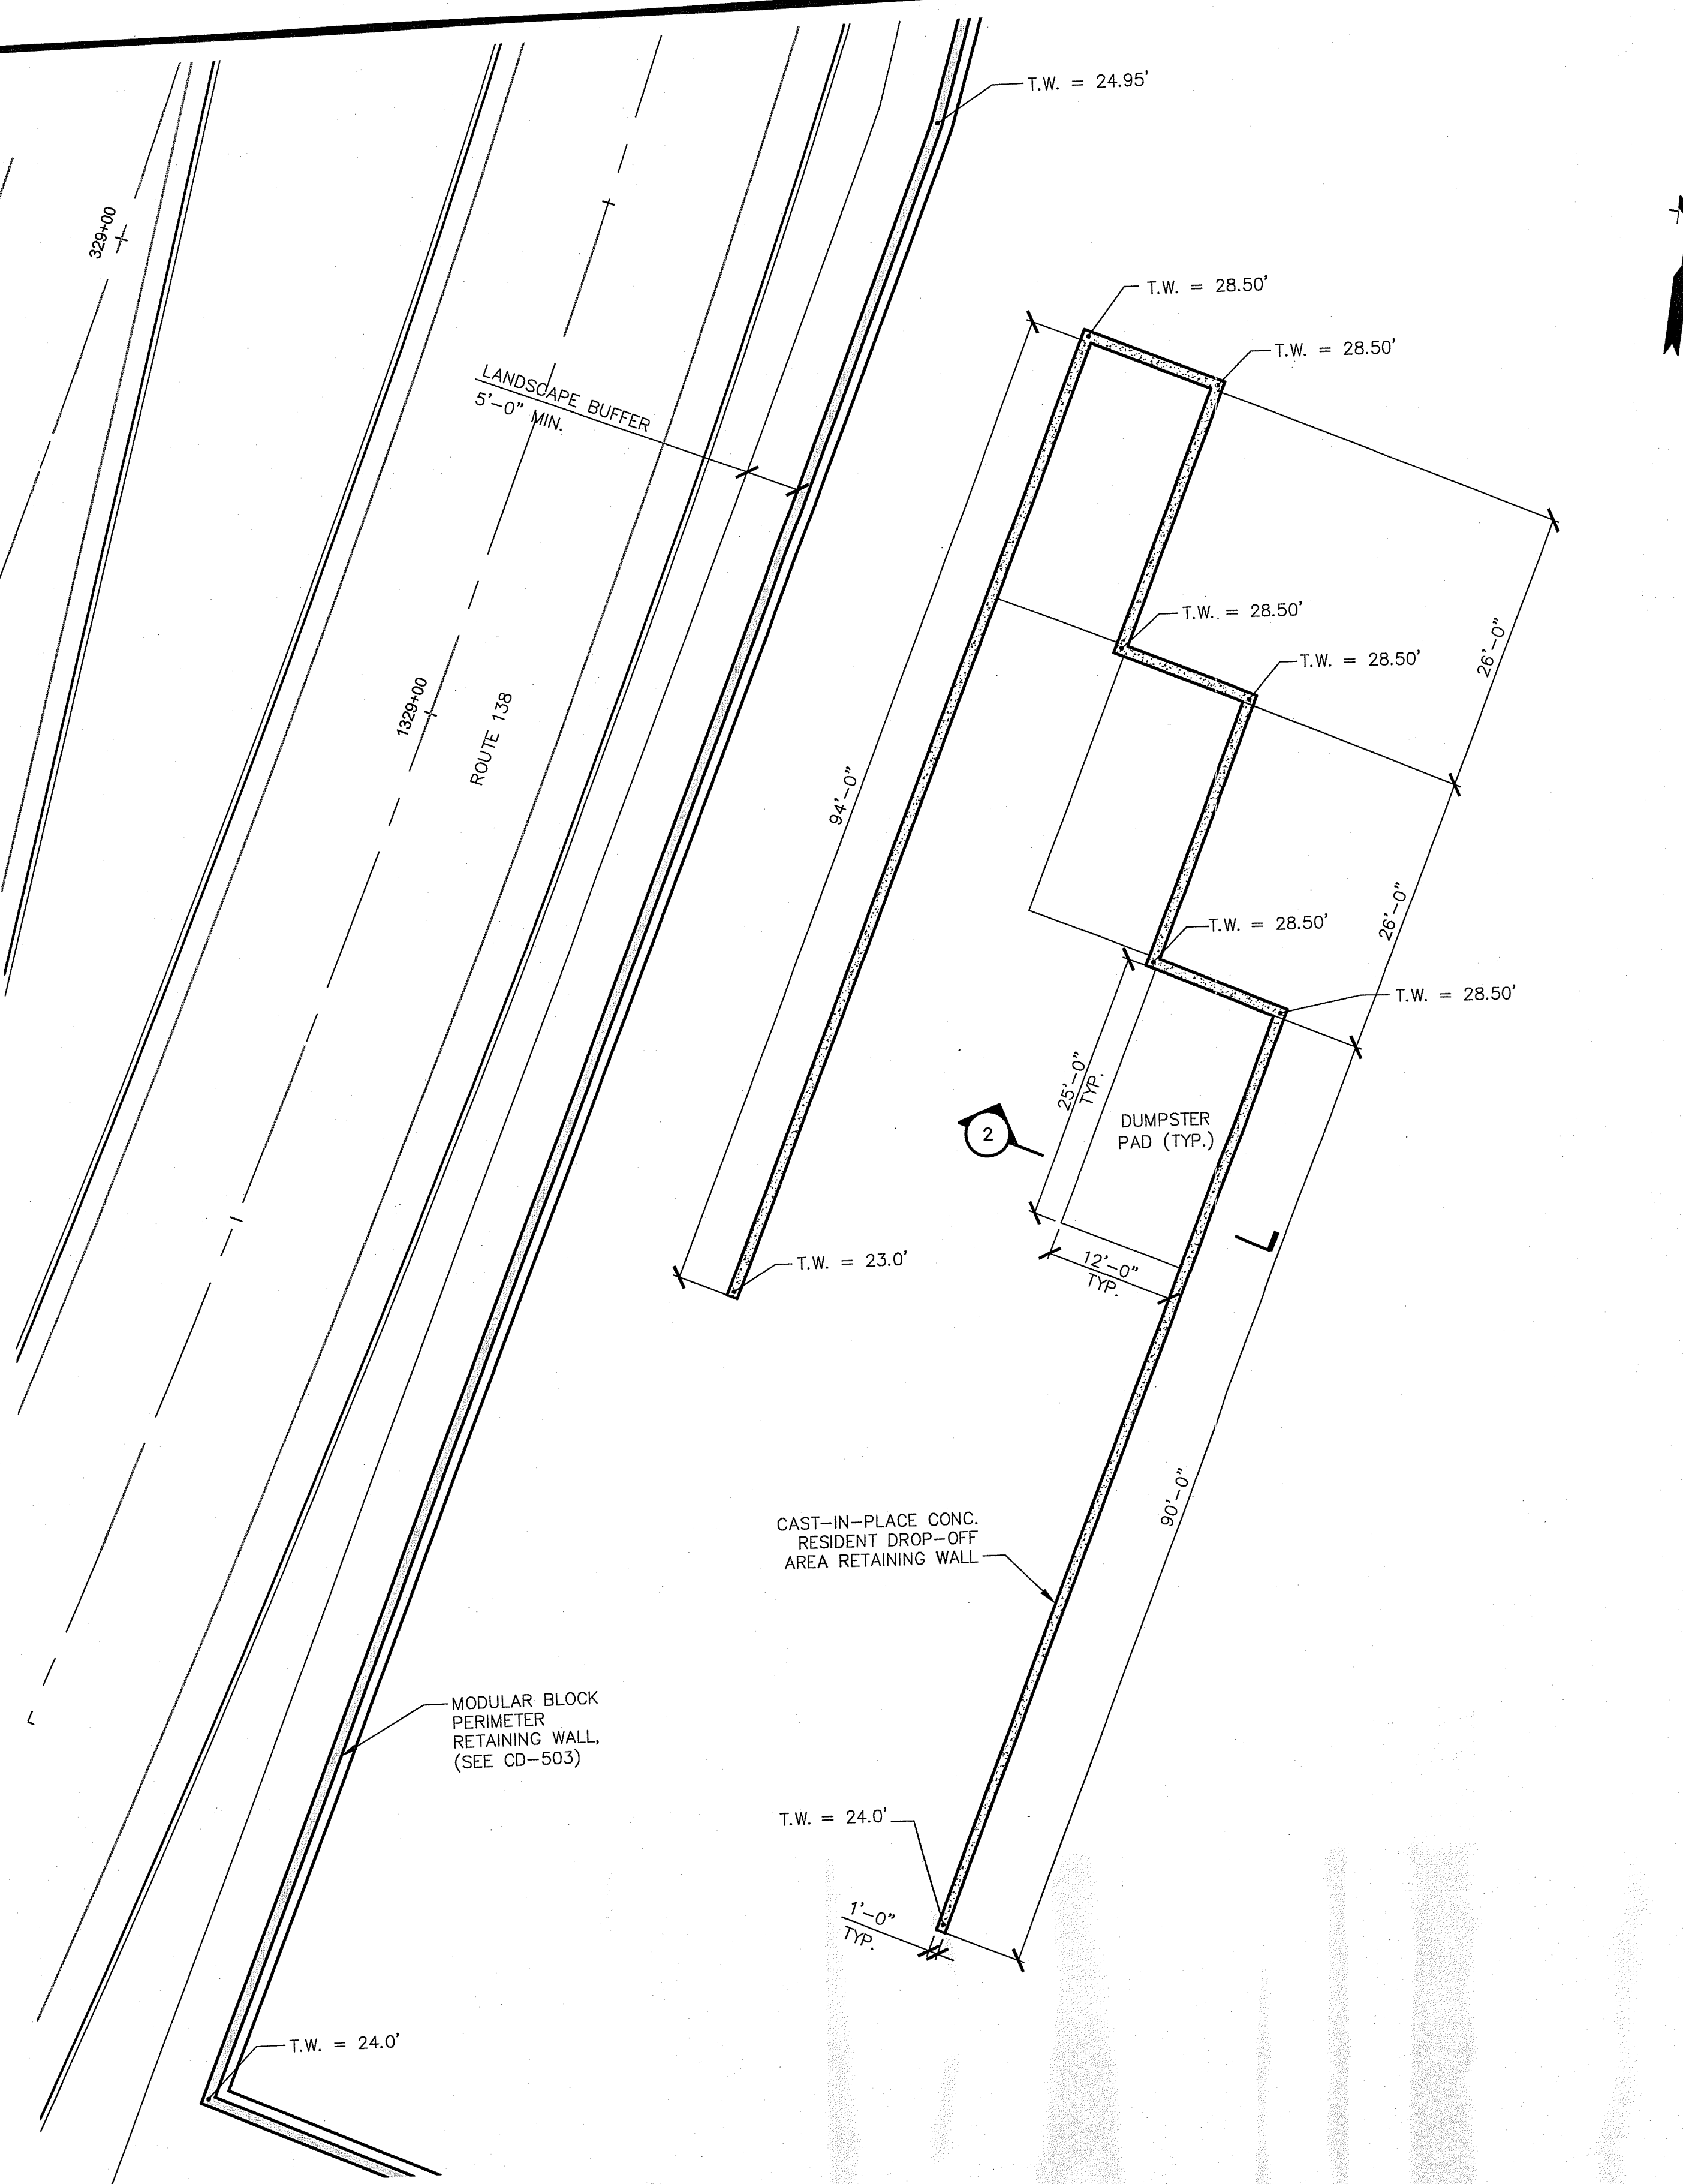 T.W. = 24.95'
329+00
T.W. = 28.50'
T.W. = 28.50'
LANDSCAPE BUFFER
5'-0" MIN.
T.W. = 28.50'
26'-0"
T.W. = 28.50'
1329+00
ROUTE 138
94'-0"
T.W. = 28.50'
26'-0"
T.W. = 28.50'
25'-0"
TYP.
DUMPSTER
PAD (TYP.)
2
T.W. = 23.0'
12'-0"
TYP.
90'-0"
CAST-IN-PLACE CONC.
RESIDENT DROP-OFF
AREA RETAINING WALL
MODULAR BLOCK
PERIMETER
RETAINING WALL,
(SEE CD-503)
T.W. = 24.0'
1'-0"
TYP.
T.W. = 24.0'